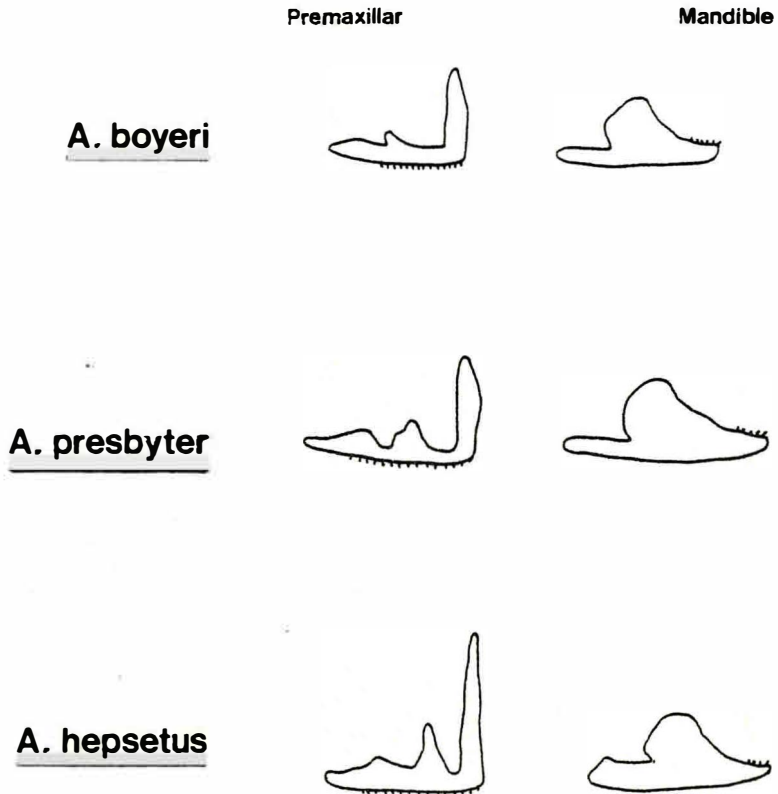 Premaxillar Mandible
A. boyeri
A. presbyter
A. hepsetus